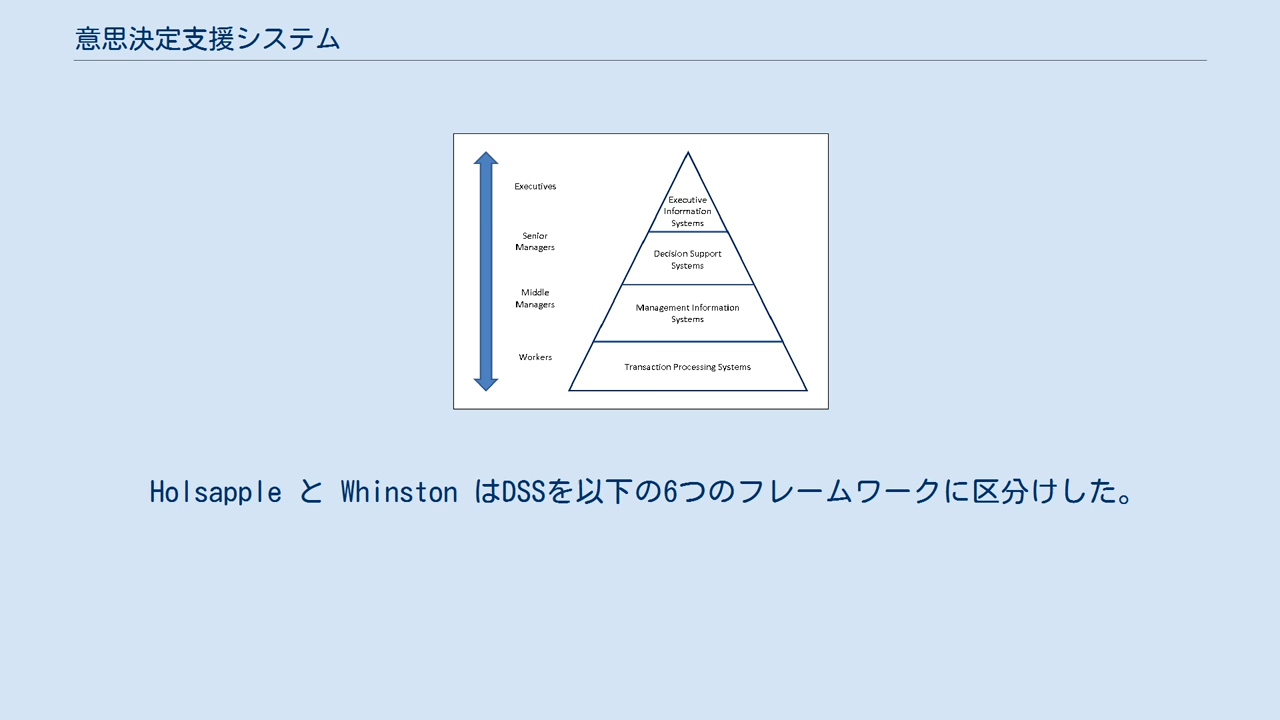 意思決定支援システム
Executives
Senior
Managers
Middle
Managers
Workers
Executive
Information
Systems
Decision Support
Systems
Management Information
Systems
Transaction Processing Systems
Holsapple と Whinston はDSSを以下の6つのフレームワークに区分けした。